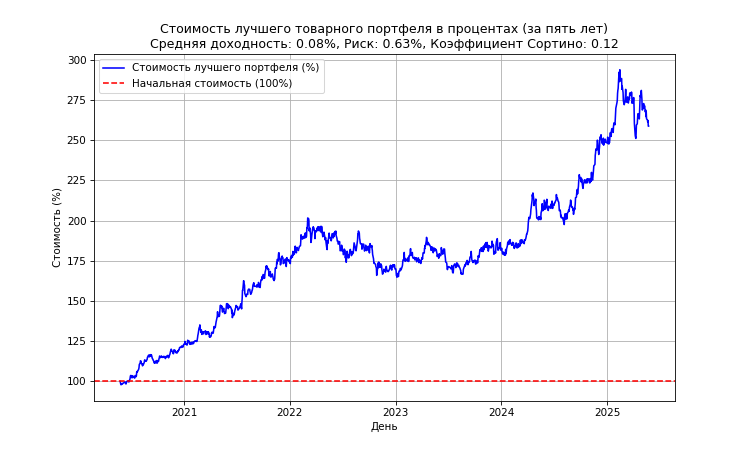 Стоимость лучшего товарного портфеля в процентах (за пять лет)
Средняя доходность: 0.08%, Риск: 0.63%, Коэффициент Сортино: 0.12
Стоимость лучшего портфеля (%)
Начальная стоимость (100%)
Стоимость (%)
300
275
250
225
200
175
150
125
100
2021
2022
2023
2024
2025
День